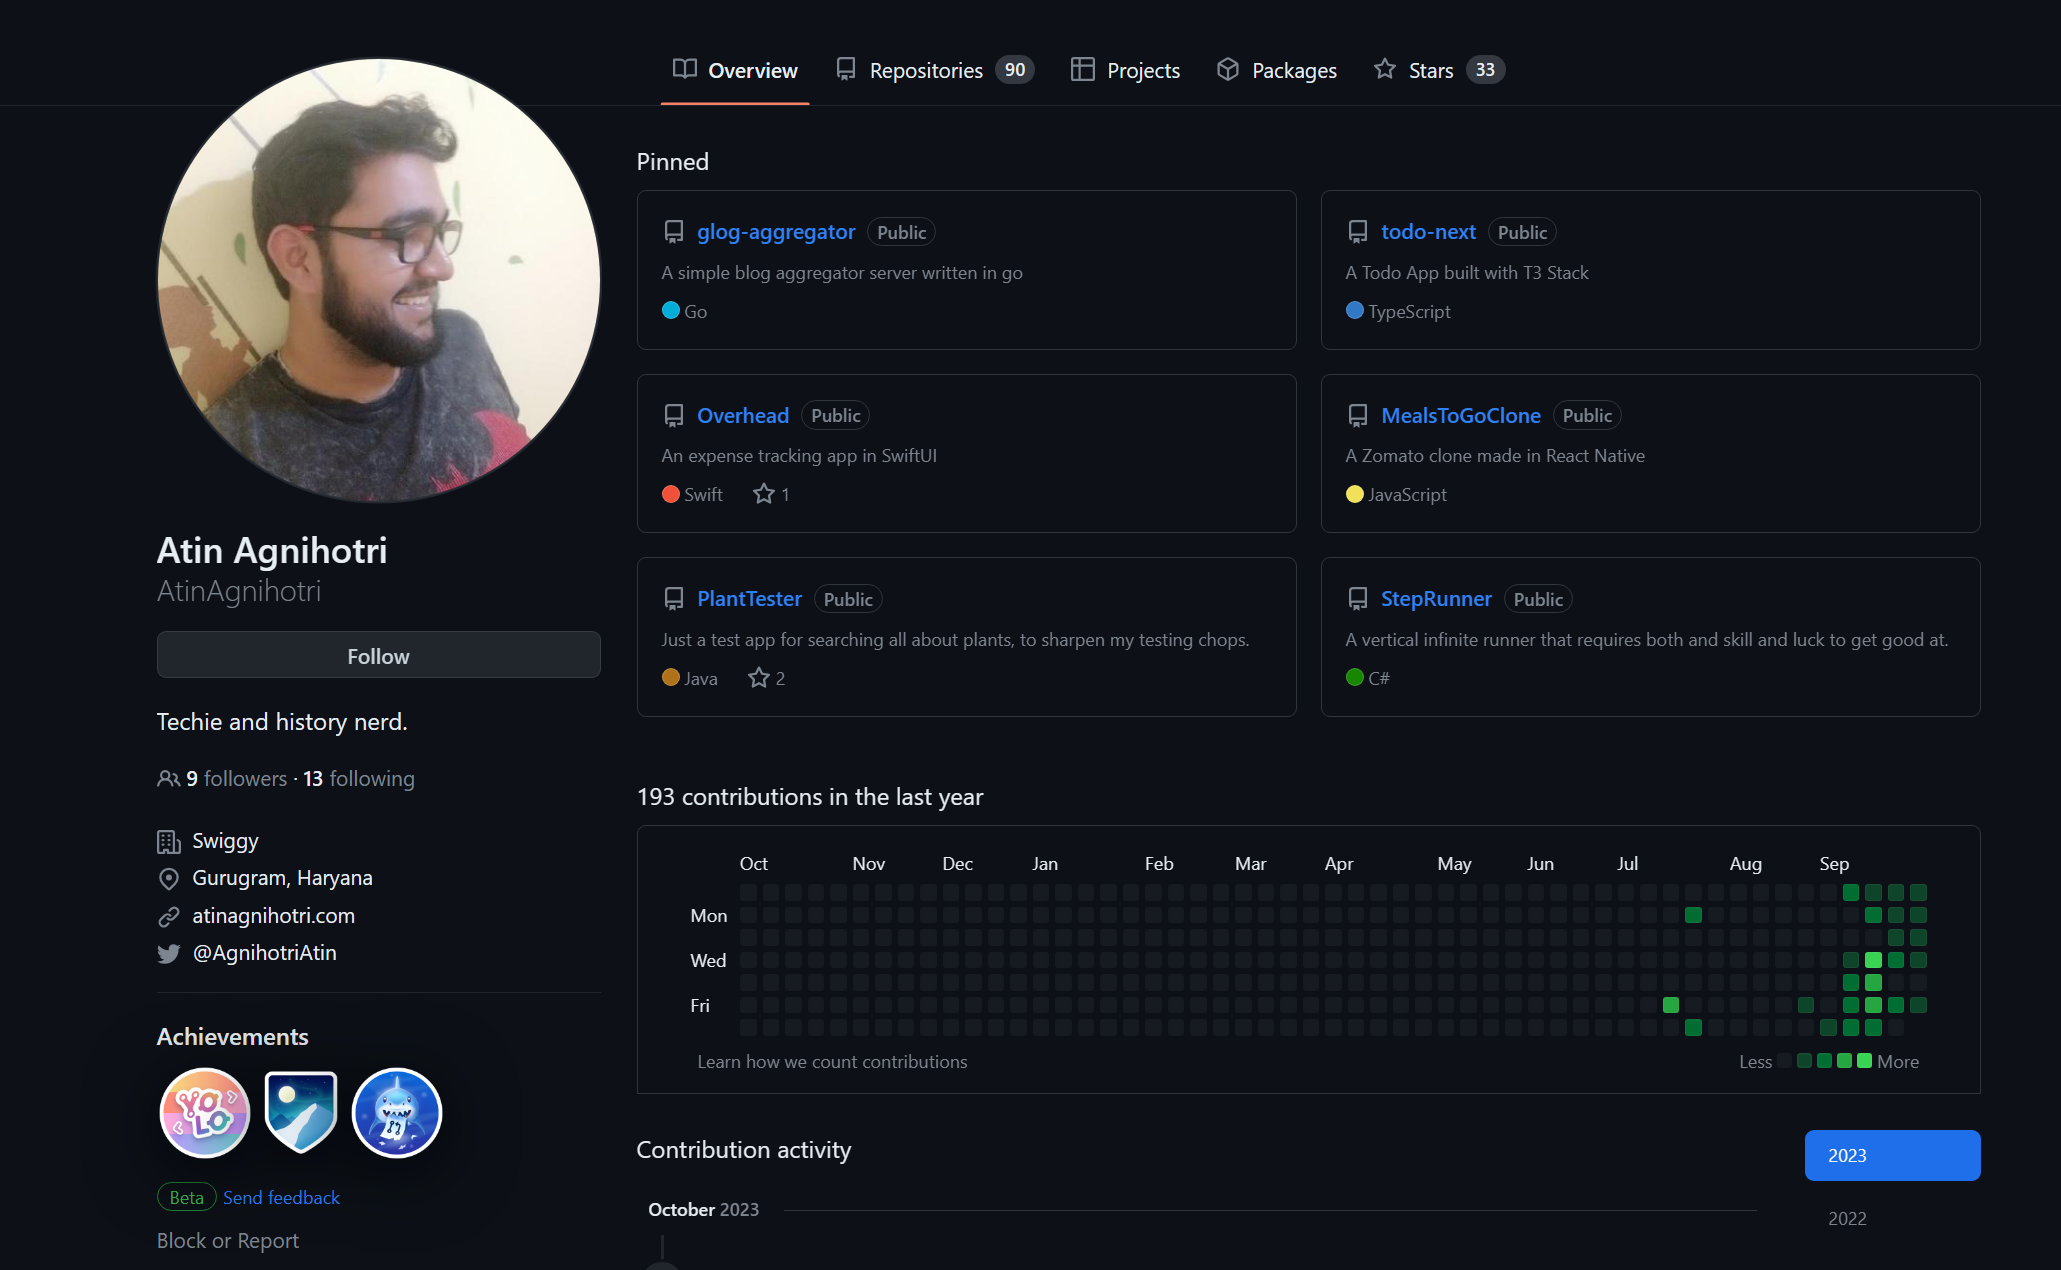 Overview
Repositories 90
Projects
Packages
Stars 33
Atin Agnihotri
AtinAgnihotri
Follow
Techie and history nerd.
9 followers · 13 following
Swiggy
Gurugram, Haryana
atinagnihotri.com
@AgnihotriAtin
Achievements
YOLO
Beta Send feedback
Block or Report
Pinned
glog-aggregator Public
A simple blog aggregator server written in go
Go
todo-next Public
A Todo App built with T3 Stack
TypeScript
Overhead Public
An expense tracking app in SwiftUI
Swift 1
MealsToGoClone Public
A Zomato clone made in React Native
JavaScript
PlantTester Public
Just a test app for searching all about plants, to sharpen my testing chops.
Java 2
StepRunner Public
A vertical infinite runner that requires both and skill and luck to get good at.
C#
193 contributions in the last year
Oct Nov Dec Jan Feb Mar Apr May Jun Jul Aug Sep
Mon
Wed
Fri
Learn how we count contributions
Less More
Contribution activity
2023
October 2023
2022